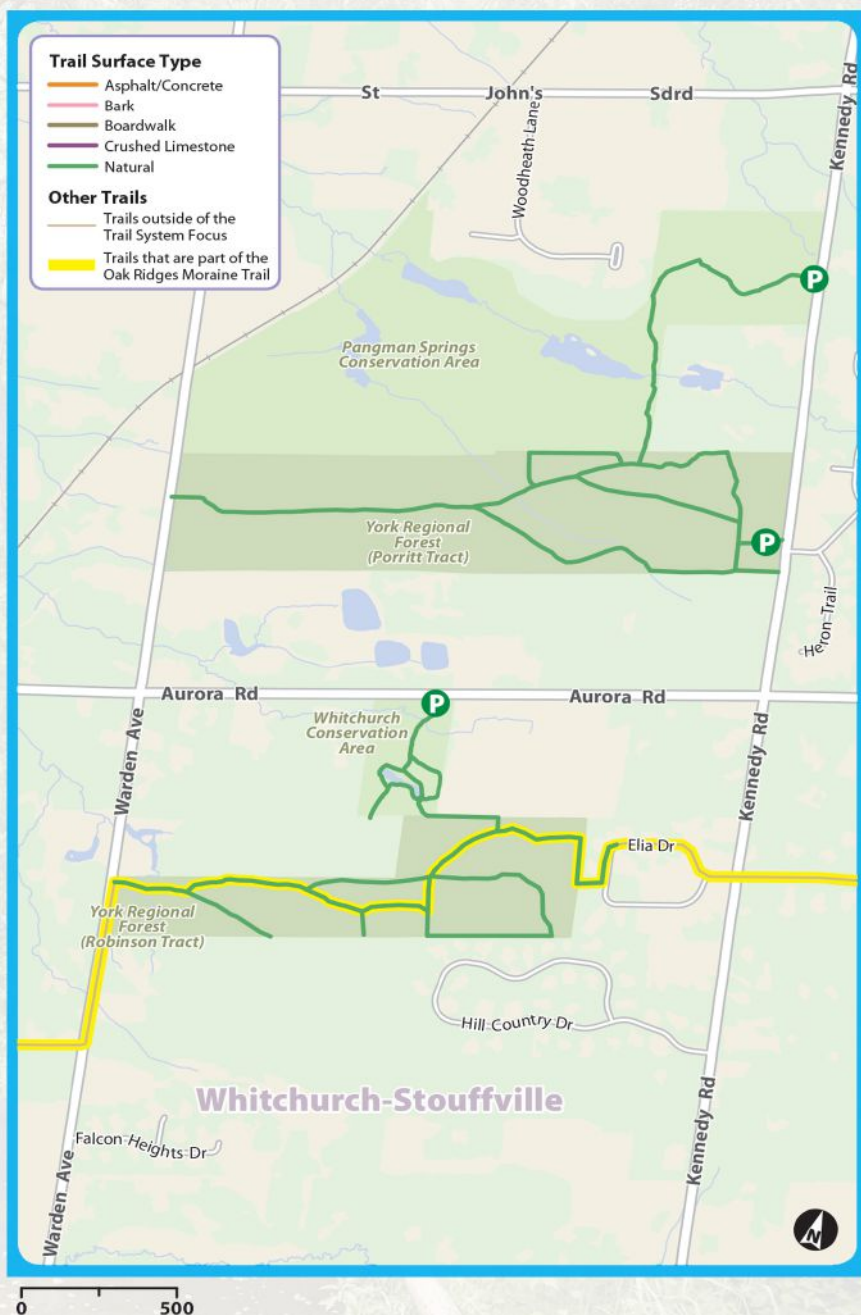 Trail Surface Type
Asphalt/Concrete
Bark
Boardwalk
Crushed Limestone
Natural
Other Trails
Trails outside of the
Trail System Focus
Trails that are part of the
Oak Ridges Moraine Trail
St John's Sdrd
Kennedy Rd
Woodheath Lane
P
Pangman Springs
Conservation Area
York Regional
Forest
(Porritt Tract)
P
Heron Trail
Aurora Rd
Aurora Rd
P
Whitchurch
Conservation
Area
Warden Ave
Kennedy Rd
Elia Dr
York Regional
Forest
(Robinson Tract)
Hill Country Dr
Whitchurch-Stouffville
Falcon Heights Dr
Kennedy Rd
Warden Ave
N
0 500